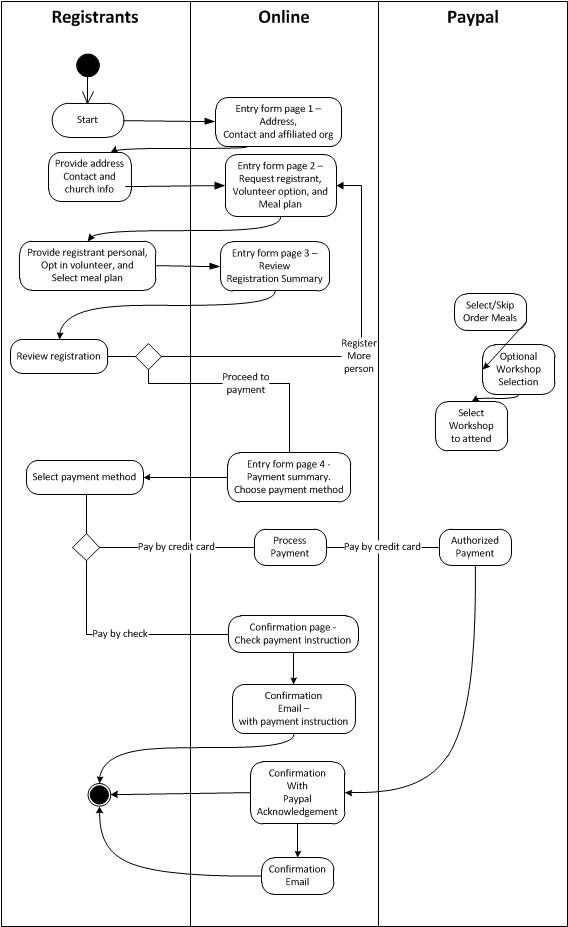 Registrants
Online
Paypal
Start
Entry form page 1 –
Address,
Contact and affiliated org
Provide address
Contact and
church Info
Entry form page 2 –
Request registrant,
Volunteer option, and
Meal plan
Provide registrant personal,
Opt in volunteer, and
Select meal plan
Entry form page 3 –
Review
Registration Summary
Select/Skip
Order Meals
Optional
Workshop
Selection
Select
Workshop
to attend
Review registration
Register
More
person
Proceed to
payment
Select payment method
Entry form page 4 -
Payment summary.
Choose payment method
Pay by credit card
Process
Payment
Pay by credit card
Authorized
Payment
Pay by check
Confirmation page -
Check payment Instruction
Confirmation
Email –
with payment instruction
Confirmation
With
Paypal
Acknowledgement
Confirmation
Email